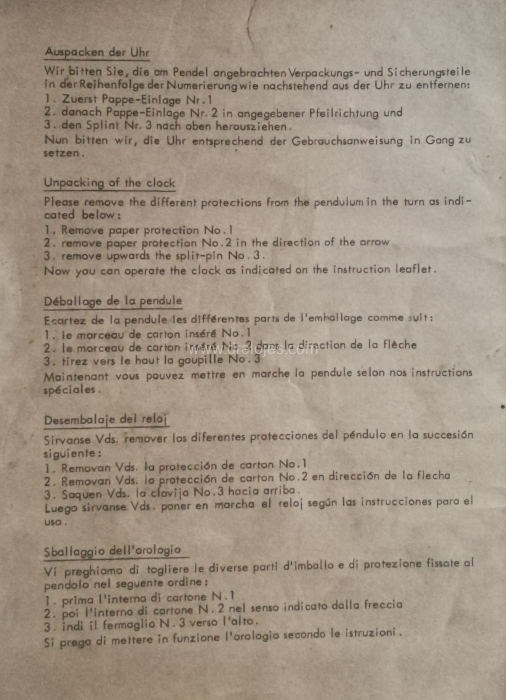 Auspacken der Uhr
Wir bitten Sie, die am Pendel angebrachten Verpackungs- und Sicherungsteile
in der Reihenfolge der Numerierung wie nachstehend aus der Uhr zu entfernen:
1. Zuerst Pappe-Einlage Nr.1
2. danach Pappe-Einlage Nr. 2 in angegebener Pfeilrichtung und
3. den Splint Nr. 3 nach oben herausziehen.
Nun bitten wir, die Uhr entsprechend der Gebrauchsanweisung in Gang zu
setzen.
Unpacking of the clock
Please remove the different protections from the pendulum in the turn as indi-
cated below:
1. Remove paper protection No.1
2. remove paper protection No.2 in the direction of the arrow
3. remove upwards the split-pin No. 3.
Now you can operate the clock as indicated on the instruction leaflet.
Déballage de la pendule
Ecartez de la pendule les différentes parts de l'emballage comme suit:
1. le morceau de carton inséré No.1
2. le morceau de carton inséré No.3 dans la direction de la flèche
3. tirez vers le haut la goupille No. 3
Maintenant vous pouvez mettre en marche la pendule selon nos instructions
spéciales.
Desembalaje del reloj
Sirvanse Vds. remover las diferentes protecciones del péndulo en la succesión
siguiente:
1. Removan Vds. la protección de carton No.1
2. Removan Vds. la protección de carton No.2 en dirección de la flecha
3. Saquen Vds. la clavija No.3 hacia arriba.
Luego sirvanse Vds. poner en marcha el reloj según las instrucciones para el
uso.
Sballaggio dell'orologio
Vi preghiamo di togliere le diverse parti d'imballo e di protezione fissate al
pendolo nel seguente ordine:
1. prima l'interno di cartone N.1
2. poi l'interno di cartone N.2 nel senso indicato dalla freccia
3. indi il fermaglio N.3 verso l'alto.
Si prega di mettere in funzione l'orologio secondo le istruzioni.